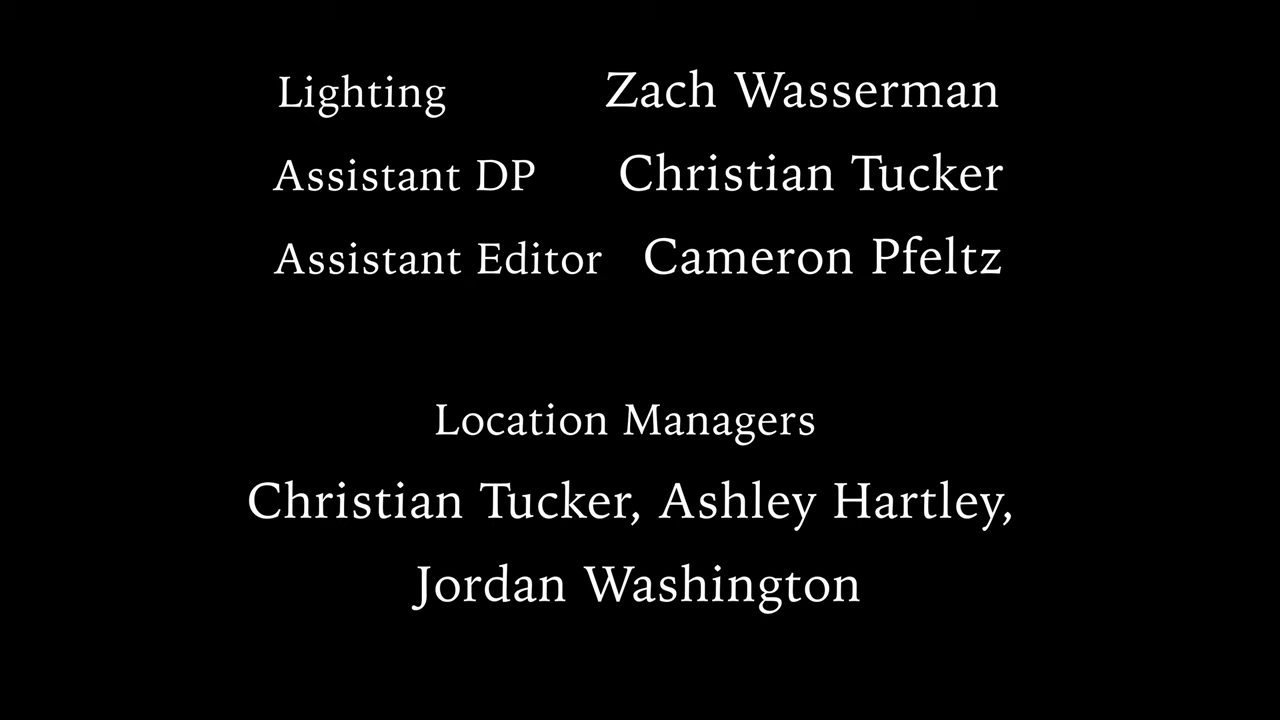 Lighting Zach Wasserman
Assistant DP Christian Tucker
Assistant Editor Cameron Pfeltz
Location Managers
Christian Tucker, Ashley Hartley,
Jordan Washington